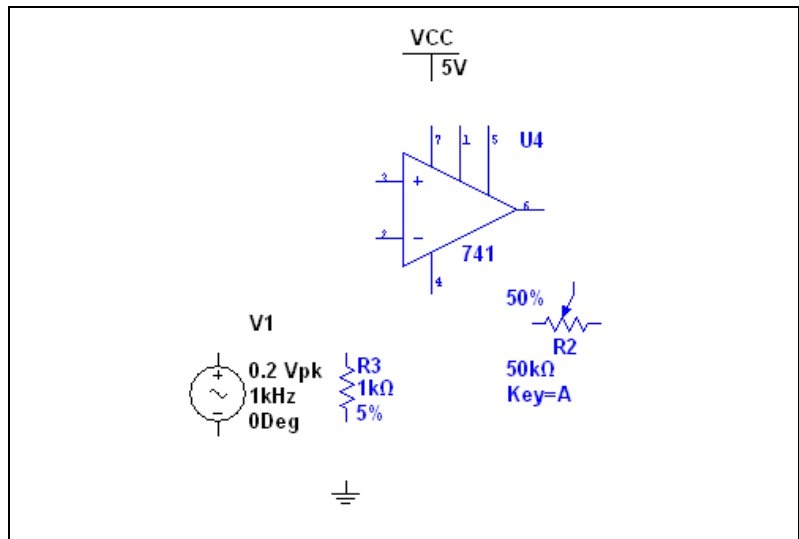 VCC
5V
7 1 5
U4
3 +
6
2 −
741
4
50%
R2
50kΩ
Key=A
V1
+
−
0.2 Vpk
1kHz
0Deg
R3
1kΩ
5%